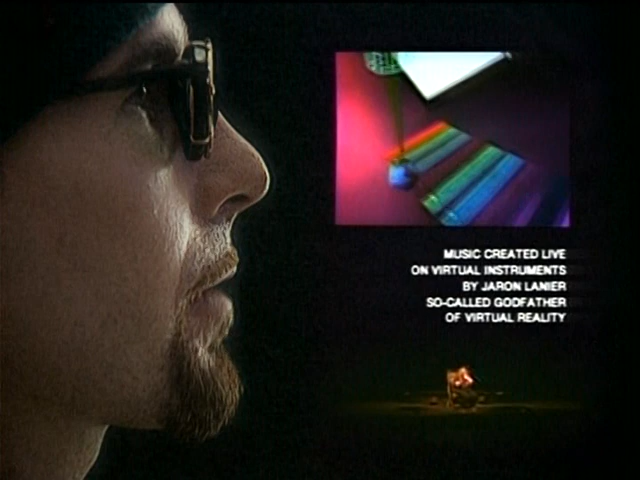 MUSIC CREATED LIVE
ON VIRTUAL INSTRUMENTS
BY JARON LANIER
SO-CALLED GODFATHER
OF VIRTUAL REALITY